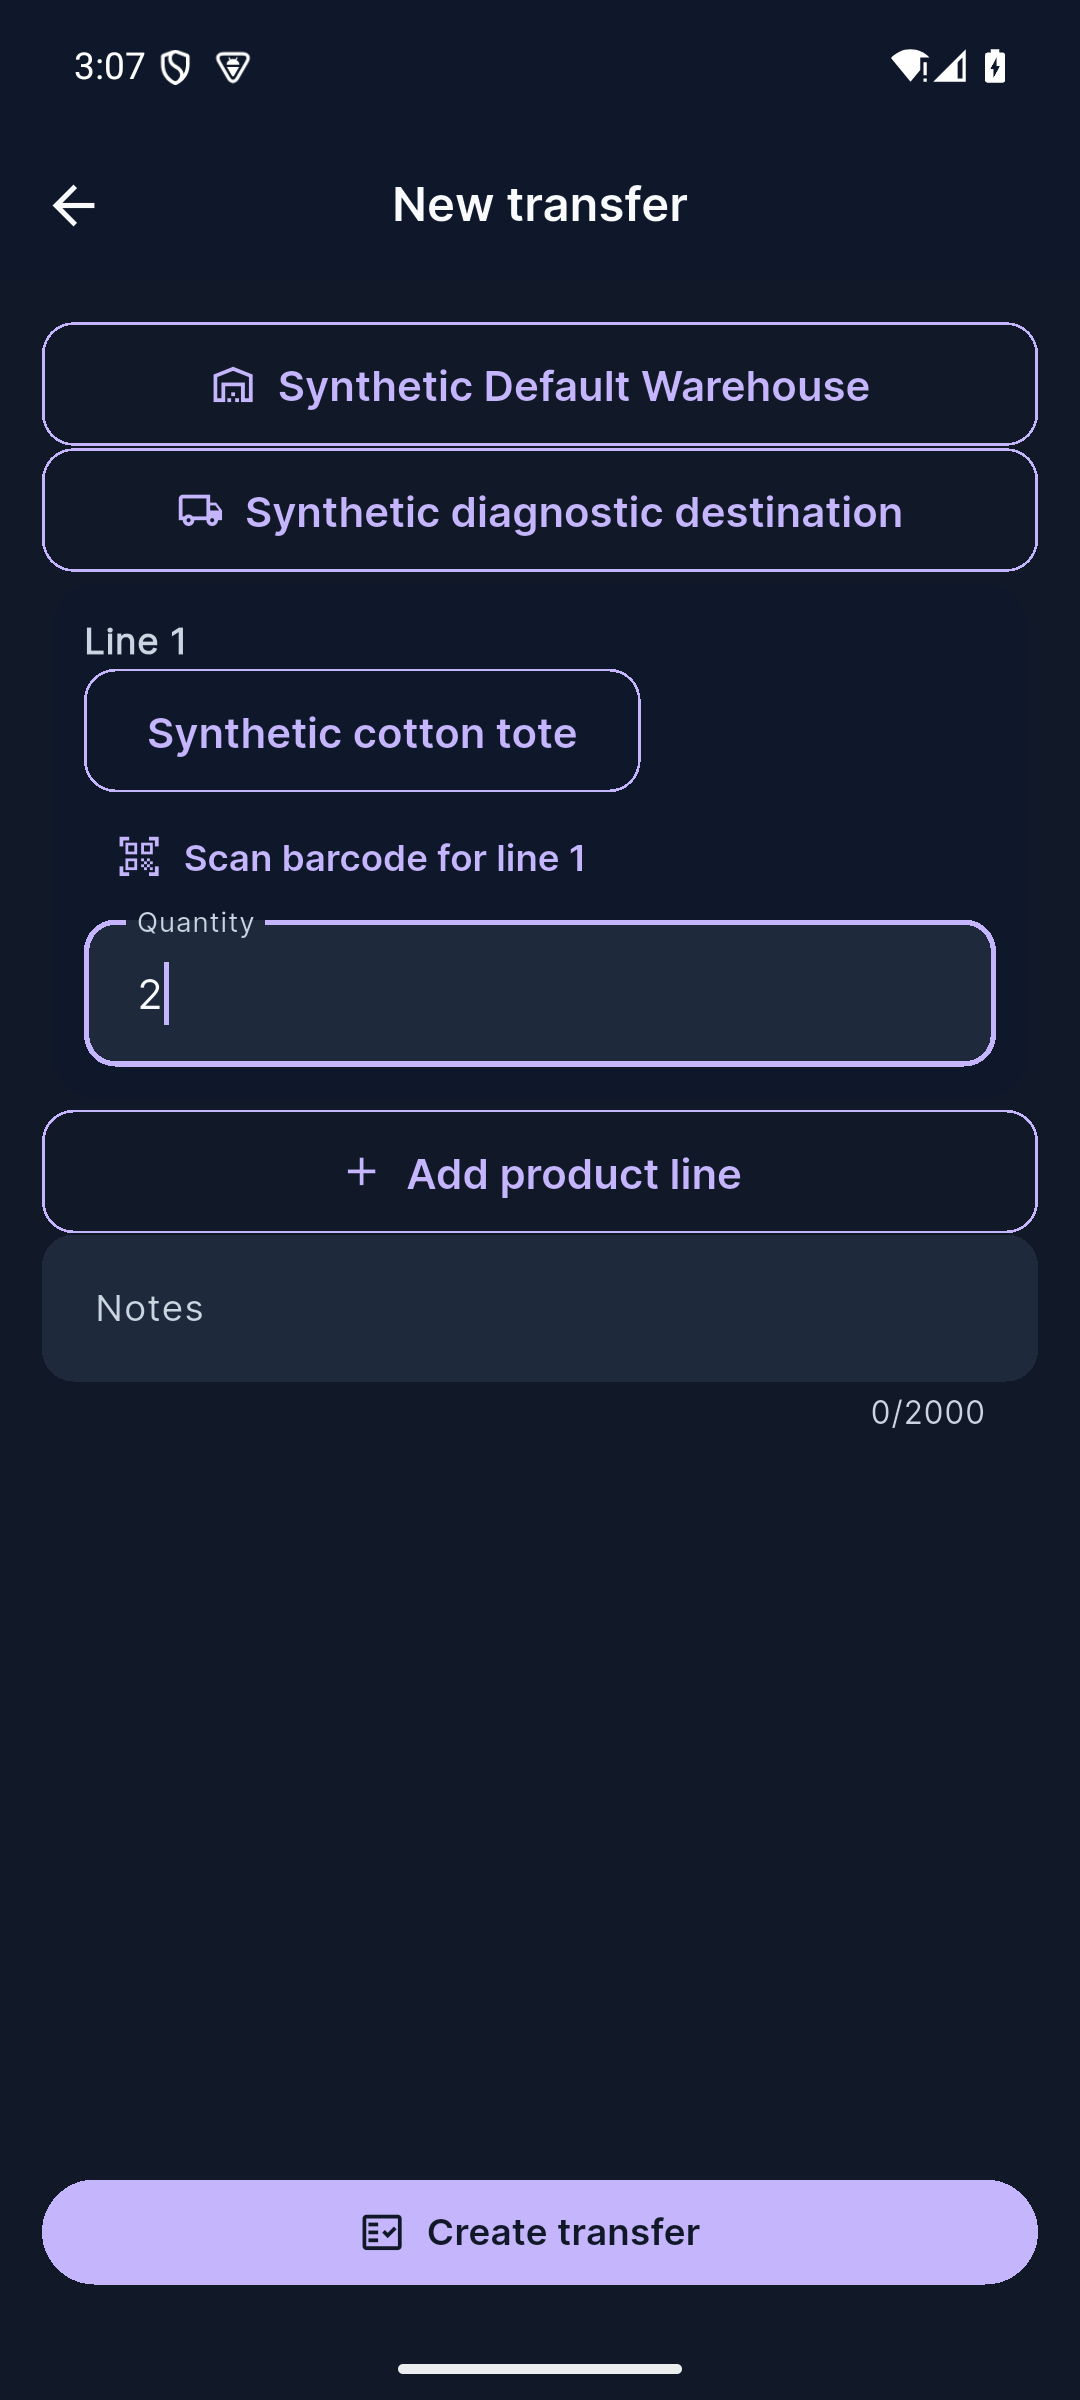 3:07
New transfer
Synthetic Default Warehouse
Synthetic diagnostic destination
Line 1
Synthetic cotton tote
Scan barcode for line 1
Quantity
2
Add product line
Notes
0/2000
Create transfer